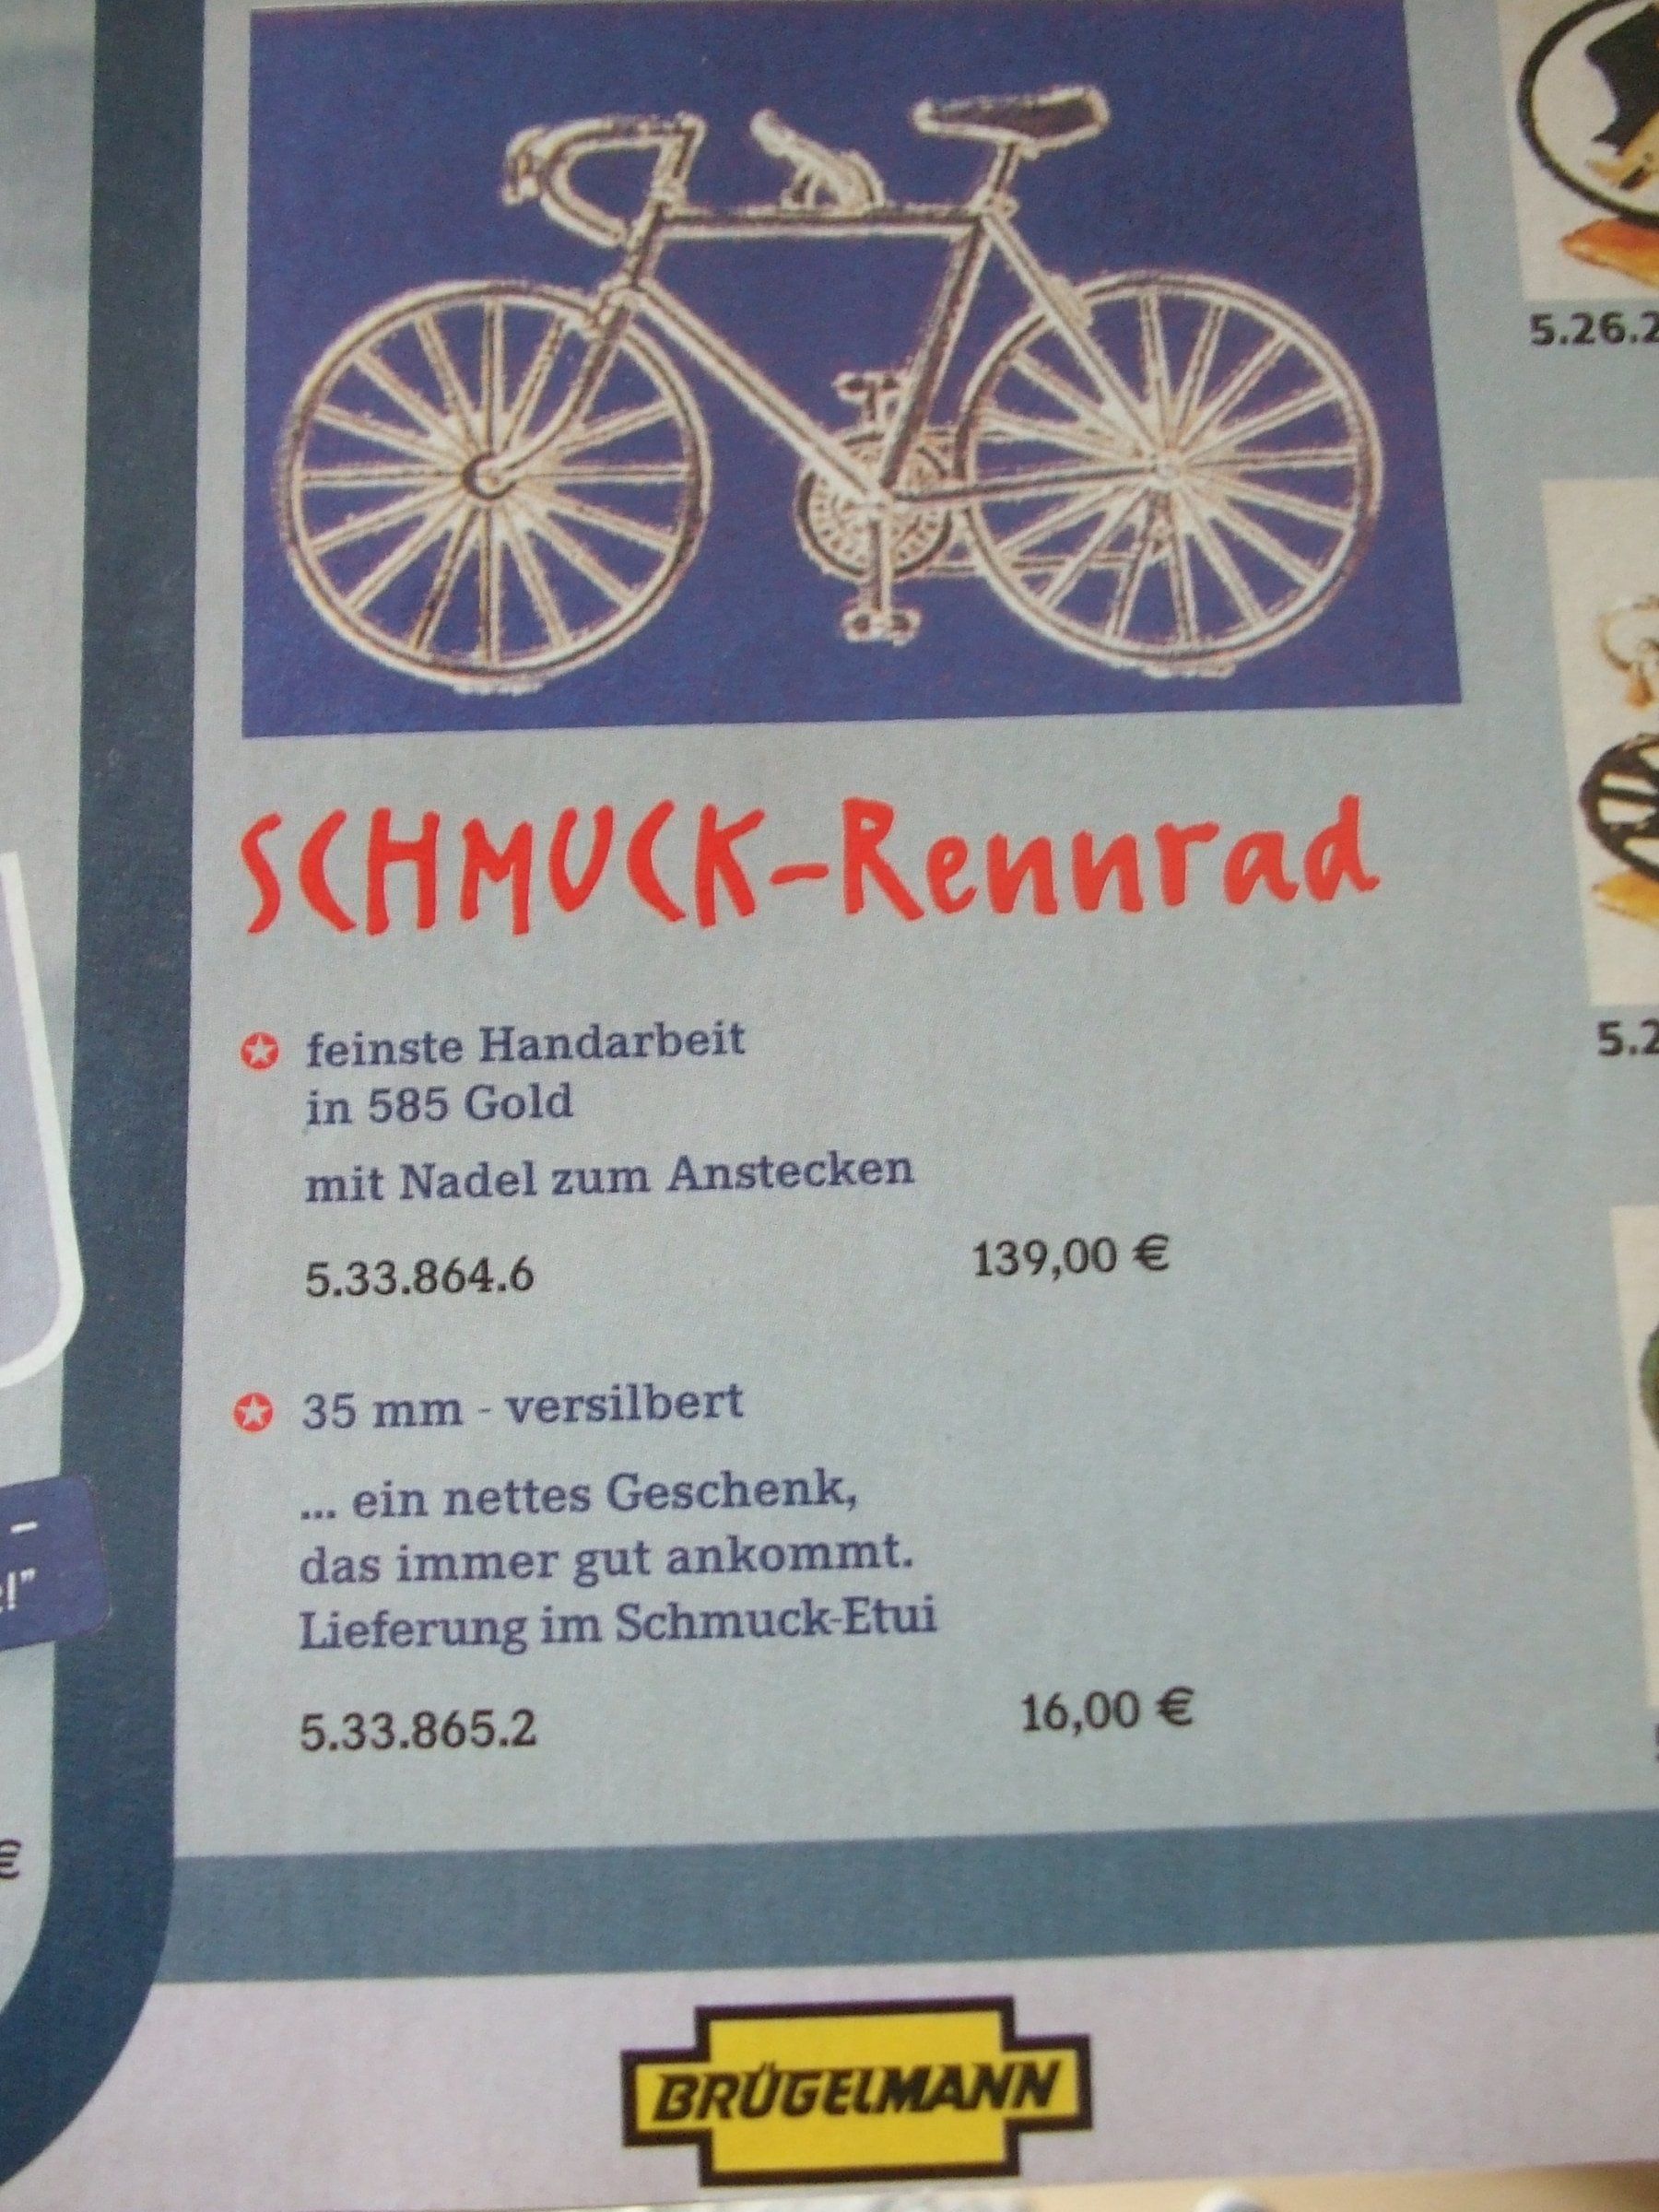 SCHMUCK-Rennrad
feinste Handarbeit
in 585 Gold
mit Nadel zum Anstecken
5.33.864.6 139,00 €
35 mm - versilbert
... ein nettes Geschenk,
das immer gut ankommt.
Lieferung im Schmuck-Etui
5.33.865.2 16,00 €
BRÜGELMANN
5.26.2
5.2
-
!”
€